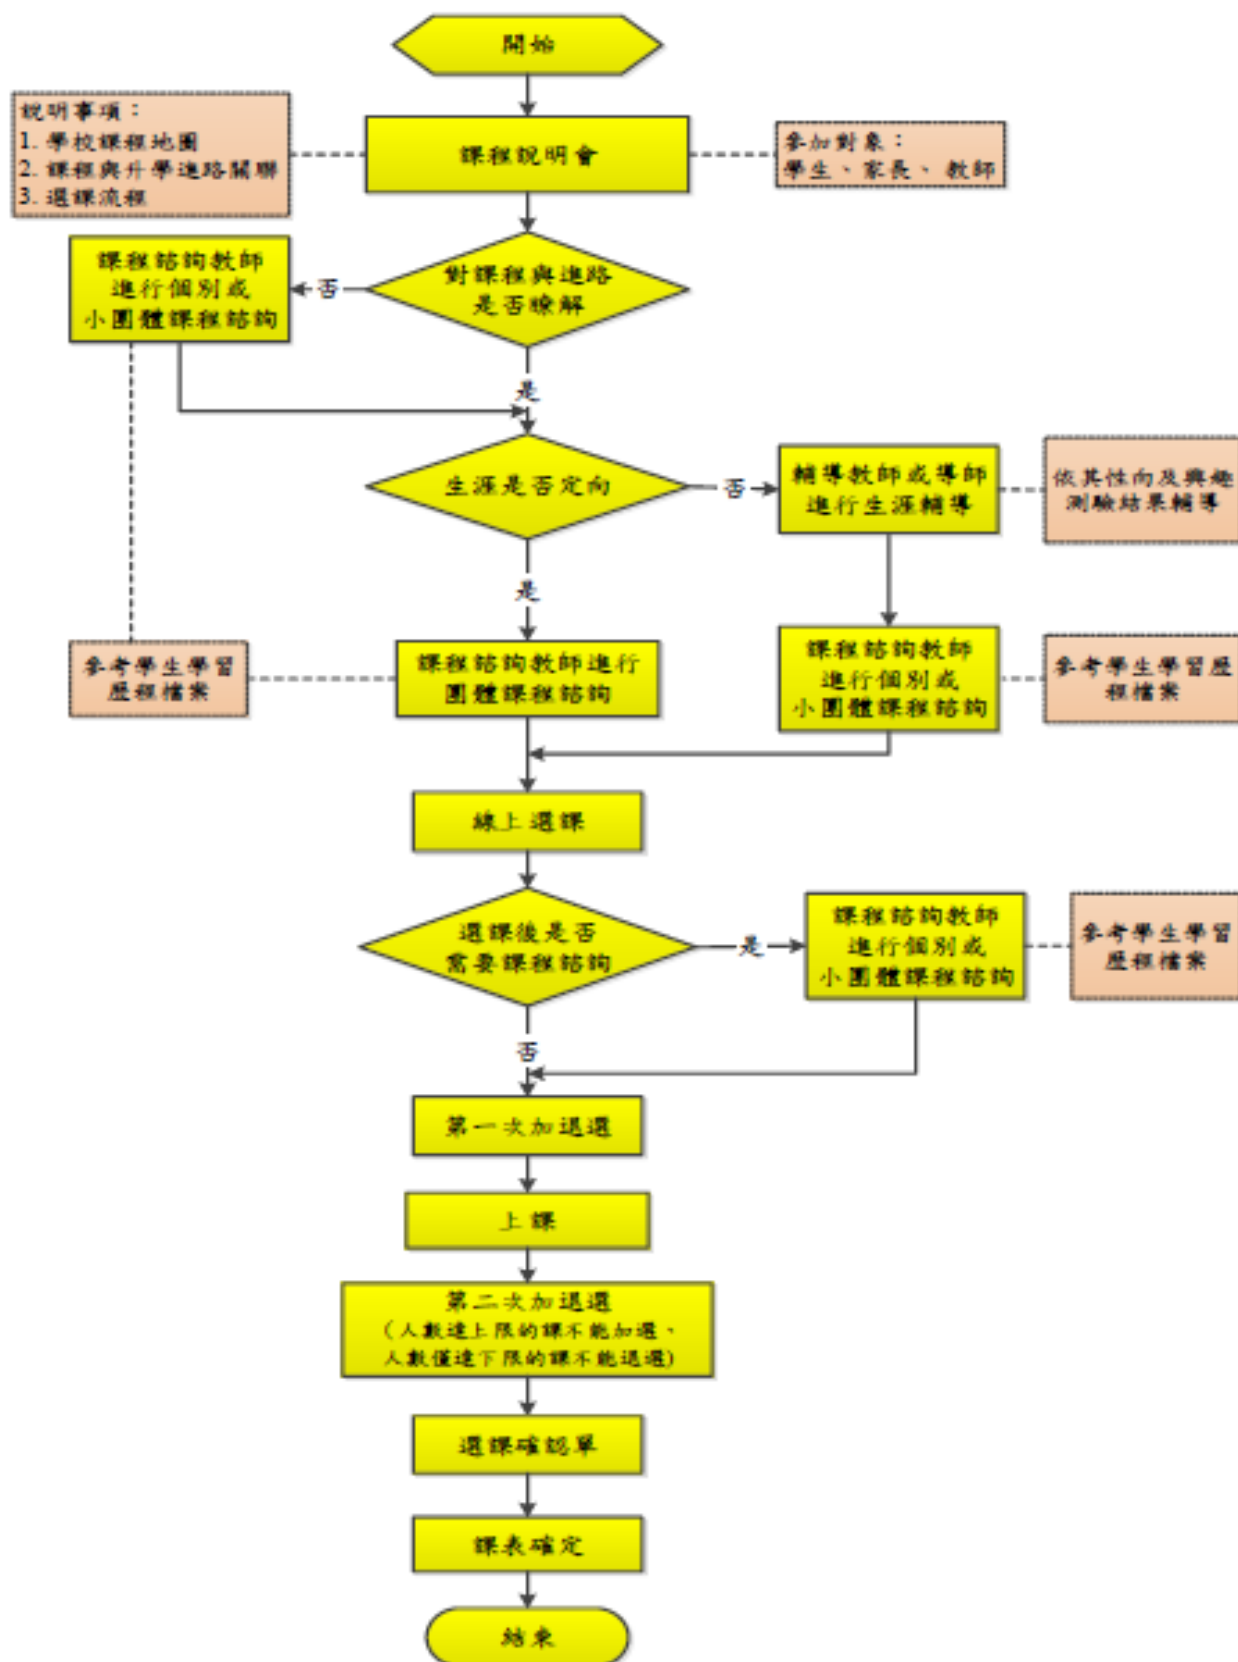 開始
說明事項：
1. 學校課程地圖
2. 課程與升學進路關聯
3. 選課流程
課程說明會
參加對象：
學生、家長、教師
課程諮詢教師
進行個別或
小團體課程諮詢
否
對課程與進路
是否瞭解
是
生涯是否定向
否
輔導教師或導師
進行生涯輔導
依其性向及興趣
測驗結果輔導
是
參考學生學習
歷程檔案
課程諮詢教師進行
團體課程諮詢
課程諮詢教師
進行個別或
小團體課程諮詢
參考學生學習歷
程檔案
線上選課
選課後是否
需要課程諮詢
是
課程諮詢教師
進行個別或
小團體課程諮詢
參考學生學習
歷程檔案
否
第一次加退選
上課
第二次加退選
（人數達上限的課不能加選、
人數僅達下限的課不能退選)
選課確認單
課表確定
結束